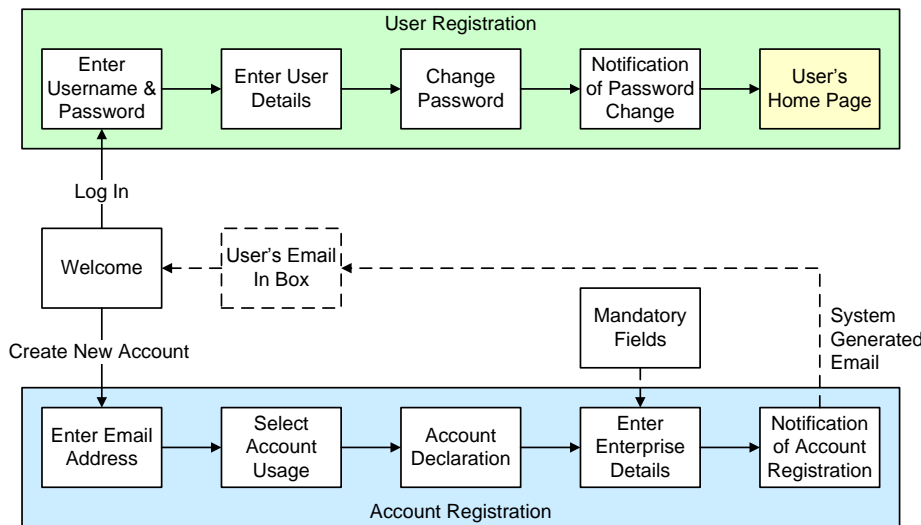 User Registration
Enter
Username &
Password
Enter User
Details
Change
Password
Notification
of Password
Change
User's
Home Page
Log In
Welcome
User's Email
In Box
Mandatory
Fields
System
Generated
Email
Create New Account
Enter Email
Address
Select
Account
Usage
Account
Declaration
Enter
Enterprise
Details
Notification
of Account
Registration
Account Registration